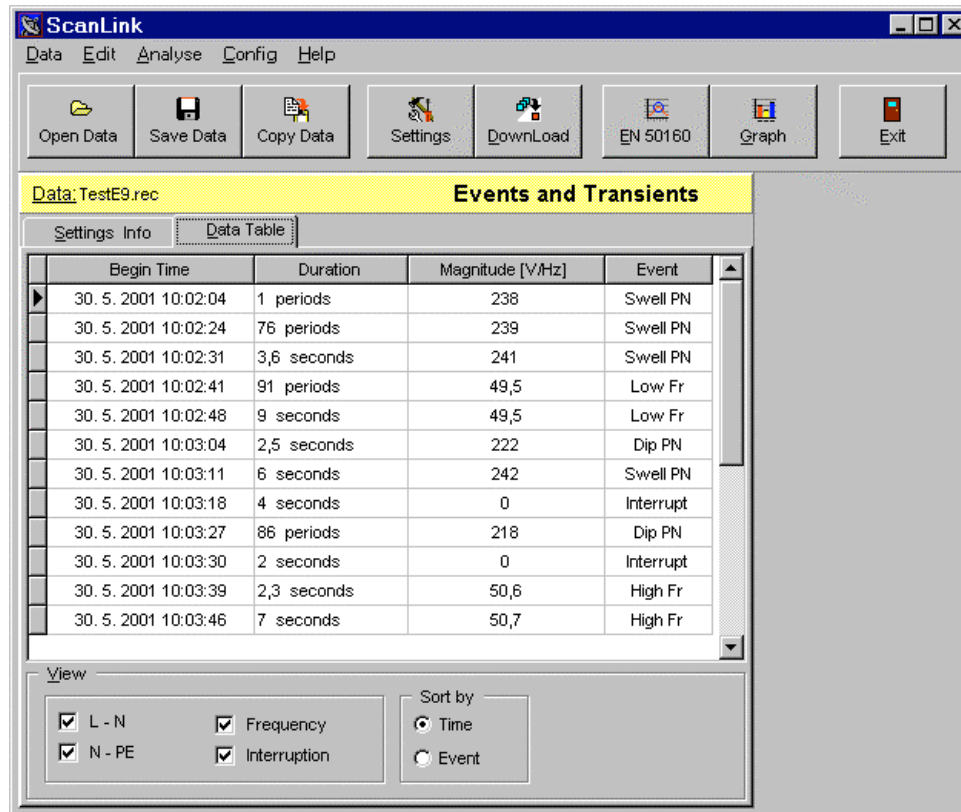 ScanLink
Data Edit Analyse Config Help
Open Data Save Data Copy Data Settings DownLoad EN 50160 Graph Exit
Data: TestE9.rec Events and Transients
Settings Info Data Table
Begin Time Duration Magnitude [V/Hz] Event
30. 5. 2001 10:02:04 1 periods 238 Swell PN
30. 5. 2001 10:02:24 76 periods 239 Swell PN
30. 5. 2001 10:02:31 3,6 seconds 241 Swell PN
30. 5. 2001 10:02:41 91 periods 49,5 Low Fr
30. 5. 2001 10:02:48 9 seconds 49,5 Low Fr
30. 5. 2001 10:03:04 2,5 seconds 222 Dip PN
30. 5. 2001 10:03:11 6 seconds 242 Swell PN
30. 5. 2001 10:03:18 4 seconds 0 Interrupt
30. 5. 2001 10:03:27 86 periods 218 Dip PN
30. 5. 2001 10:03:30 2 seconds 0 Interrupt
30. 5. 2001 10:03:39 2,3 seconds 50,6 High Fr
30. 5. 2001 10:03:46 7 seconds 50,7 High Fr
View
Sort by
L - N Frequency Time
N - PE Interruption Event